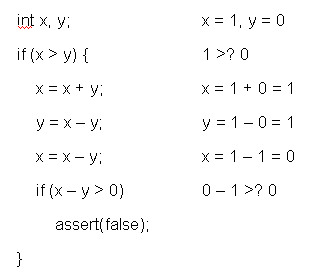 int x, y; x = 1, y = 0
if (x > y) { 1 >? 0
x = x + y; x = 1 + 0 = 1
y = x – y; y = 1 – 0 = 1
x = x – y; x = 1 – 1 = 0
if (x – y > 0) 0 – 1 >? 0
assert(false);
}